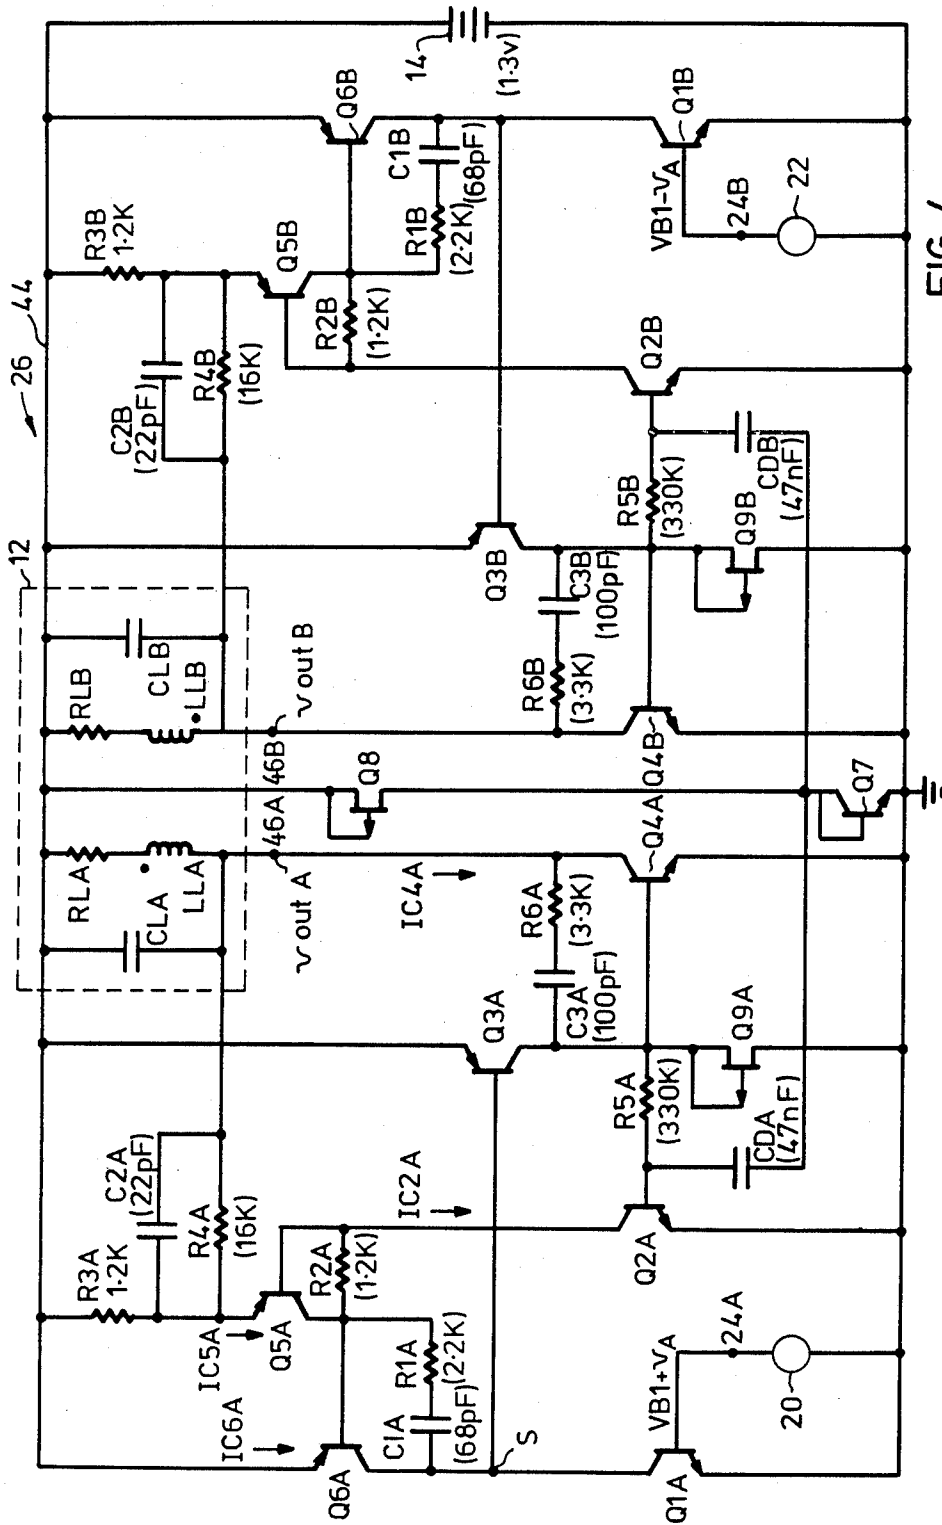 26
44
12
14
(1·3v)
R3A
1·2K
C2A
(22pF)
R4A
(16K)
IC5A
Q5A
IC6A
Q6A
R2A
(1·2K)
R1A
(2·2K)
C1A
(68pF)
S
IC2A
Q2A
VB1+νA
24A
20
Q1A
RLA
CLA
LLA
ν out A
46A
IC4A
Q3A
R6A
(3·3K)
C3A
(100pF)
Q4A
R5A
(330K)
Q9A
CDA
(47nF)
Q8
Q7
RLB
CLB
LLB
ν out B
46B
Q3B
R6B
(3·3K)
C3B
(100pF)
Q4B
R5B
(330K)
Q9B
CDB
(47nF)
R3B
1·2K
C2B
(22pF)
R4B
(16K)
Q5B
Q6B
R2B
(1·2K)
R1B
(2·2K)
C1B
(68pF)
Q2B
VB1-νA
24B
22
Q1B